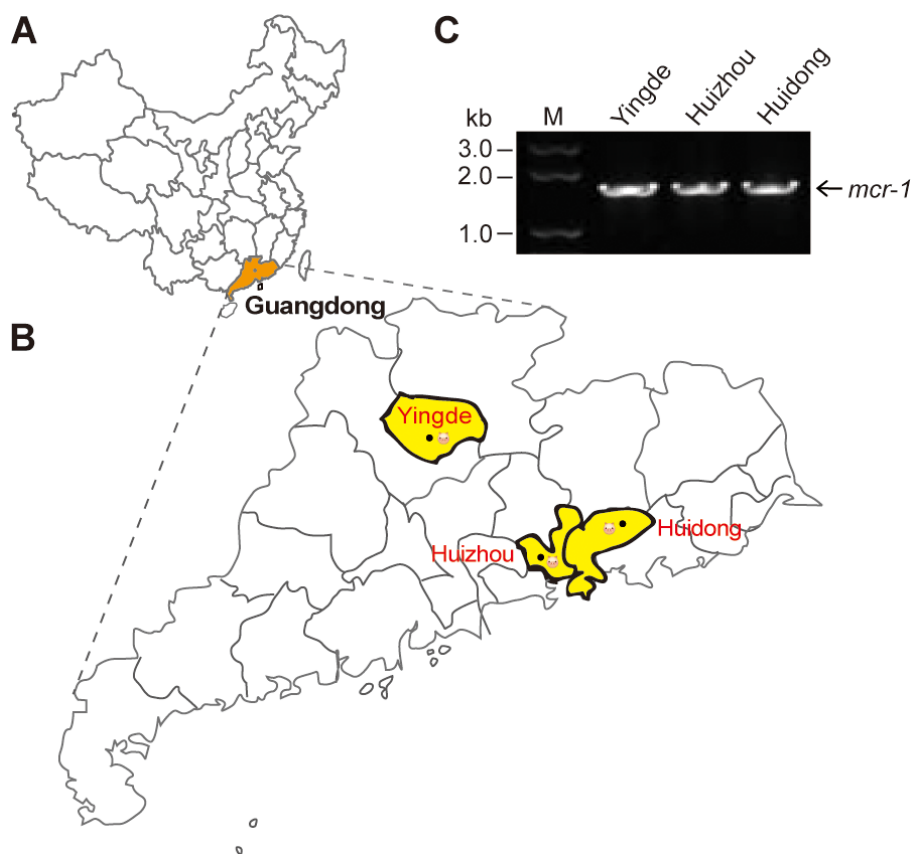 A
Guangdong
B
Yingde
Huizhou
Huidong
C
Yingde
Huizhou
Huidong
kb
M
3.0
2.0
1.0
mcr-1